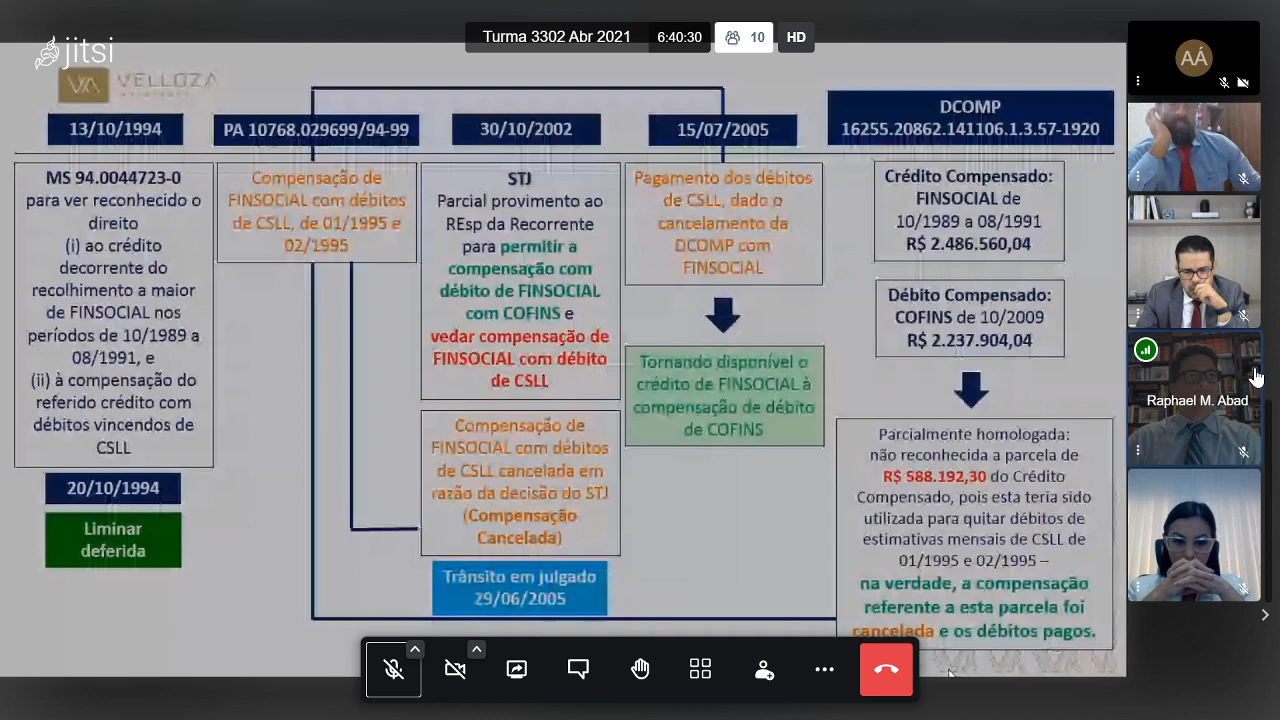 Turma 3302 Abr 2021
6:40:30
10
HD
jitsi
VELLOZA
13/10/1994
MS 94.0044723-0
para ver reconhecido o
direito
(i) ao crédito
decorrente do
recolhimento a maior
de FINSOCIAL nos
períodos de 10/1989 a
08/1991, e
(ii) à compensação do
referido crédito com
débitos vincendos de
CSLL
20/10/1994
Liminar
deferida
PA 10768.029699/94-99
Compensação de
FINSOCIAL com débitos
de CSLL, de 01/1995 e
02/1995
30/10/2002
STJ
Parcial provimento ao
REsp da Recorrente
para permitir a
compensação com
débito de FINSOCIAL
com COFINS e
vedar compensação de
FINSOCIAL com débito
de CSLL
Compensação de
FINSOCIAL com débitos
de CSLL cancelada em
razão da decisão do STJ
(Compensação
Cancelada)
Trânsito em julgado
29/06/2005
15/07/2005
Pagamento dos débitos
de CSLL, dado o
cancelamento da
DCOMP com
FINSOCIAL
Tornando disponível o
crédito de FINSOCIAL à
compensação de débito
de COFINS
DCOMP
16255.20862.141106.1.3.57-1920
Crédito Compensado:
FINSOCIAL de
10/1989 a 08/1991
R$ 2.486.560,04
Débito Compensado:
COFINS de 10/2009
R$ 2.237.904,04
Parcialmente homologada:
não reconhecida a parcela de
R$ 588.192,30 do Crédito
Compensado, pois esta teria sido
utilizada para quitar débitos de
estimativas mensais de CSLL de
01/1995 e 02/1995 –
na verdade, a compensação
referente a esta parcela foi
cancelada e os débitos pagos.
AÁ
Raphael M. Abad